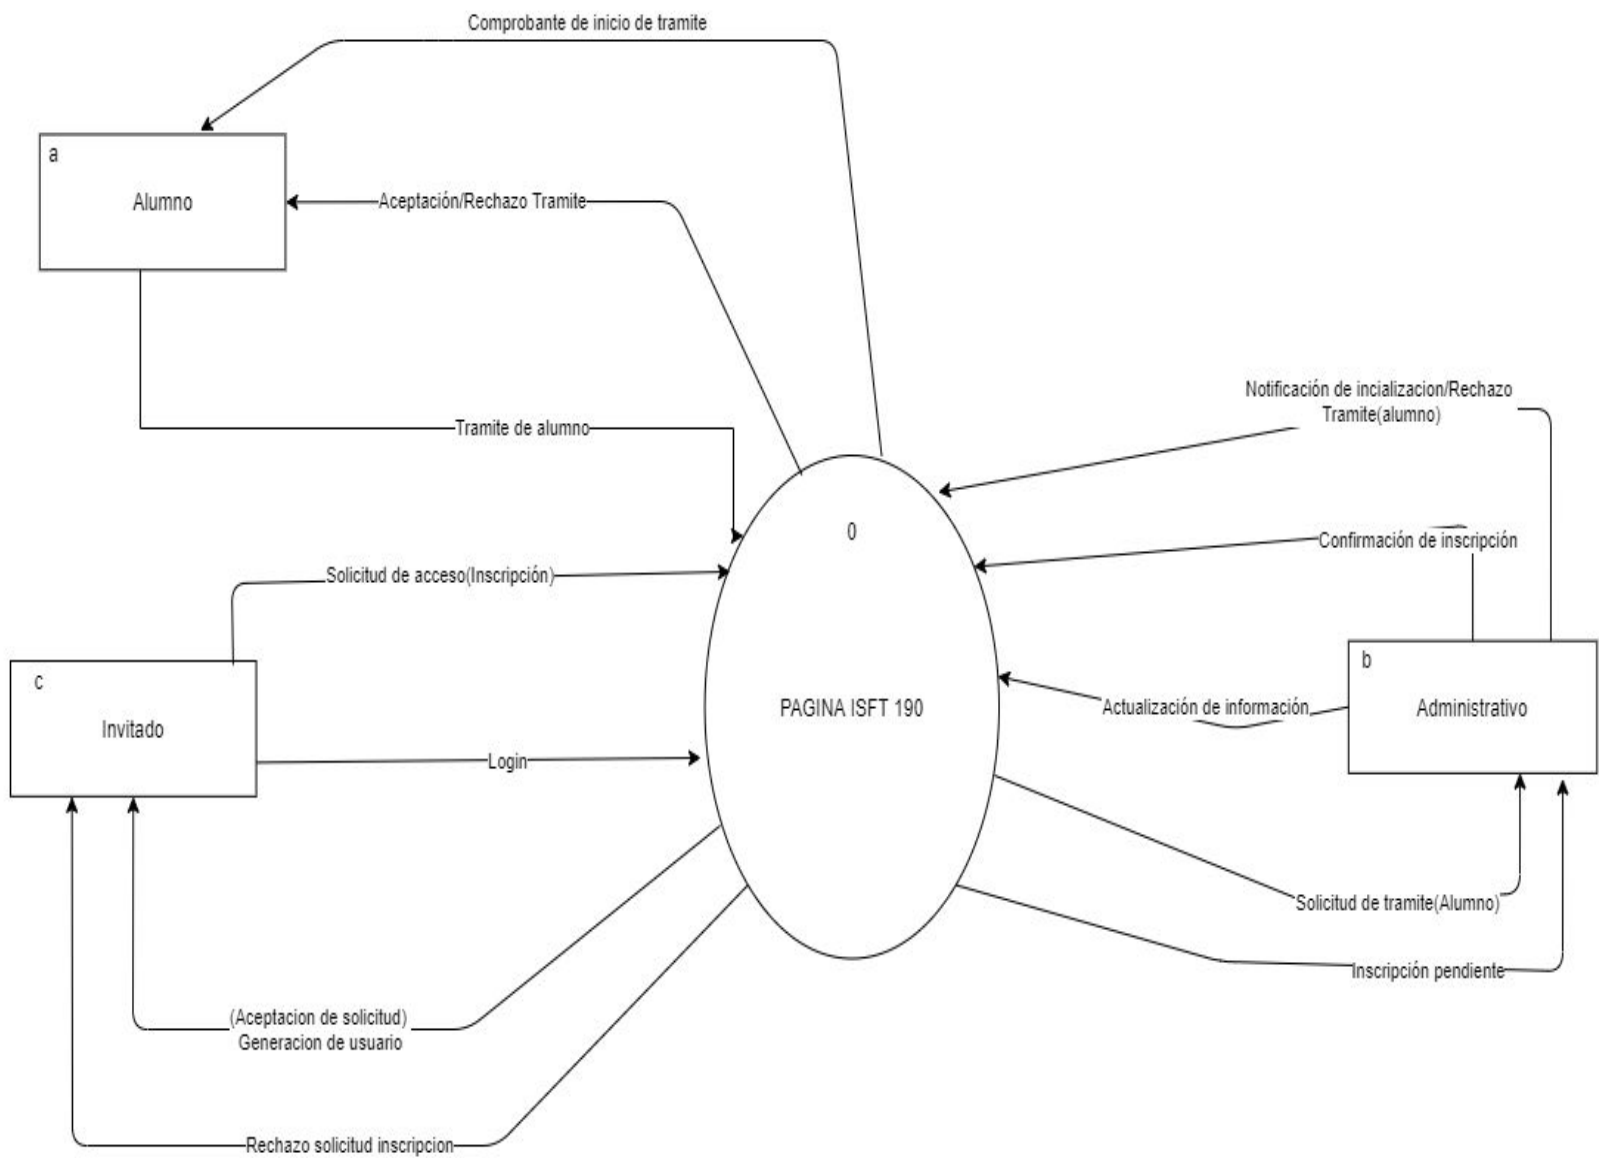 Comprobante de inicio de tramite
a
Alumno
Aceptación/Rechazo Tramite
Notificación de incialización/Rechazo
Tramite(alumno)
Tramite de alumno
0
Confirmación de inscripción
Solicitud de acceso(Inscripción)
b
c
Actualización de información
PAGINA ISFT 190
Administrativo
Invitado
Login
Solicitud de tramite(Alumno)
Inscripción pendiente
(Aceptacion de solicitud)
Generacion de usuario
Rechazo solicitud inscripcion